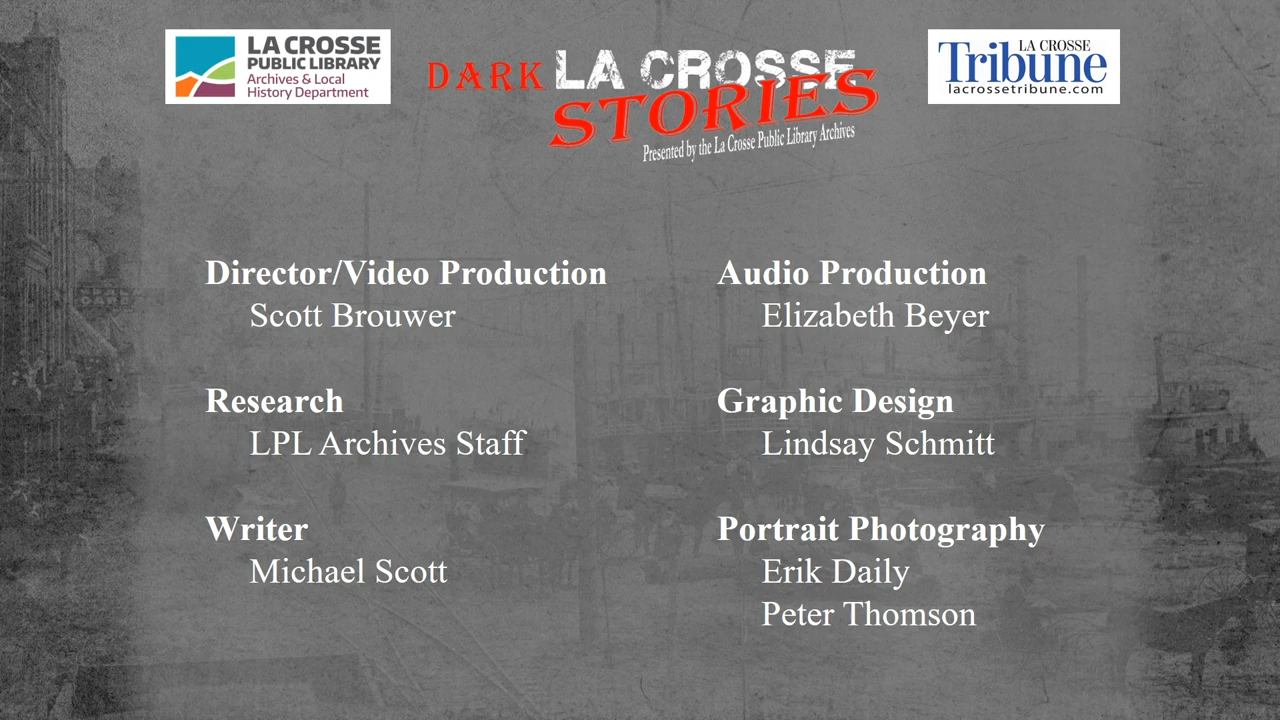 LA CROSSE
PUBLIC LIBRARY
Archives & Local
History Department
DARK LA CROSSE
STORIES
Presented by the La Crosse Public Library Archives
LA CROSSE
Tribune
lacrossetribune.com
Director/Video Production
Scott Brouwer
Research
LPL Archives Staff
Writer
Michael Scott
Audio Production
Elizabeth Beyer
Graphic Design
Lindsay Schmitt
Portrait Photography
Erik Daily
Peter Thomson